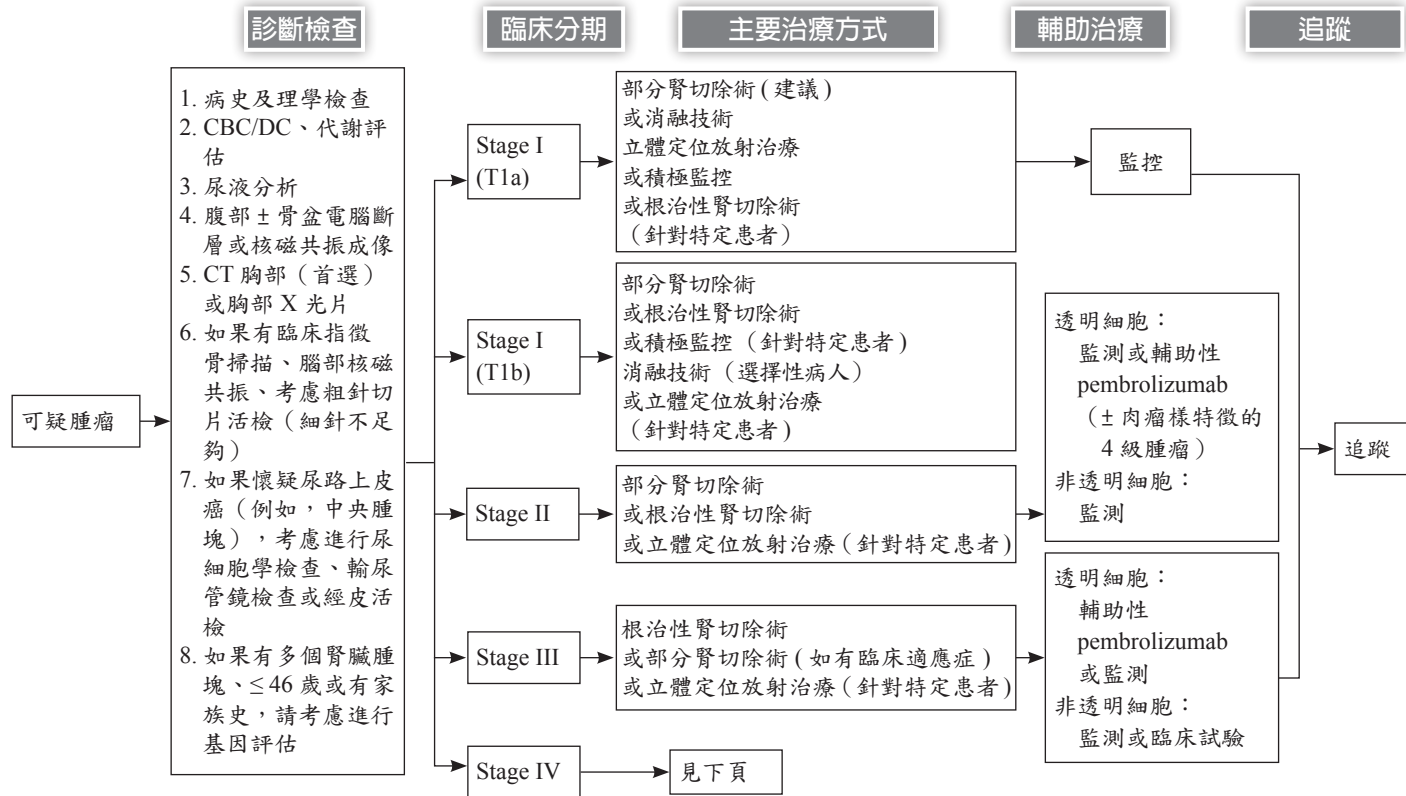 診斷檢查
臨床分期
主要治療方式
輔助治療
追蹤
可疑腫瘤
1. 病史及理學檢查
2. CBC/DC、代謝評
估
3. 尿液分析
4. 腹部 ± 骨盆電腦斷
層或核磁共振成像
5. CT 胸部（首選）
或胸部 X 光片
6. 如果有臨床指徵
骨掃描、腦部核磁
共振、考慮粗針切
片活檢（細針不足
夠）
7. 如果懷疑尿路上皮
癌（例如，中央腫
塊），考慮進行尿
細胞學檢查、輸尿
管鏡檢查或經皮活
檢
8. 如果有多個腎臟腫
塊、≤ 46 歲或有家
族史，請考慮進行
基因評估
Stage I
(T1a)
部分腎切除術 ( 建議 )
或消融技術
立體定位放射治療
或積極監控
或根治性腎切除術
（針對特定患者）
監控
Stage I
(T1b)
部分腎切除術
或根治性腎切除術
或積極監控（針對特定患者）
消融技術（選擇性病人）
或立體定位放射治療
（針對特定患者）
Stage II
部分腎切除術
或根治性腎切除術
或立體定位放射治療 ( 針對特定患者 )
透明細胞：
監測或輔助性
pembrolizumab
（± 肉瘤樣特徵的
4 級腫瘤）
非透明細胞：
監測
Stage III
根治性腎切除術
或部分腎切除術 ( 如有臨床適應症 )
或立體定位放射治療 ( 針對特定患者 )
透明細胞：
輔助性
pembrolizumab
或監測
非透明細胞：
監測或臨床試驗
追蹤
Stage IV
見下頁